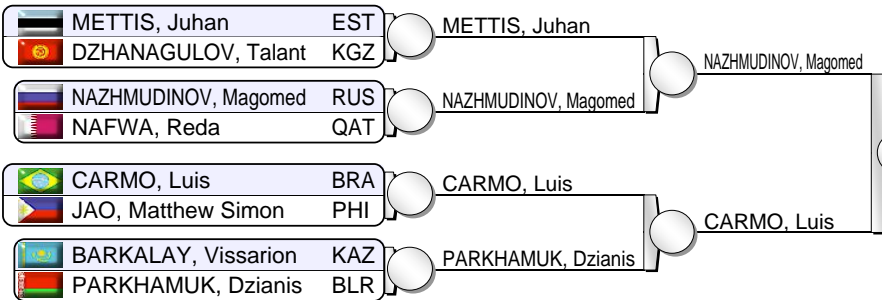 METTIS, Juhan EST
DZHANAGULOV, Talant KGZ
METTIS, Juhan
NAZHMUDINOV, Magomed
NAZHMUDINOV, Magomed RUS
NAFWA, Reda QAT
NAZHMUDINOV, Magomed
CARMO, Luis BRA
JAO, Matthew Simon PHI
CARMO, Luis
CARMO, Luis
BARKALAY, Vissarion KAZ
PARKHAMUK, Dzianis BLR
PARKHAMUK, Dzianis